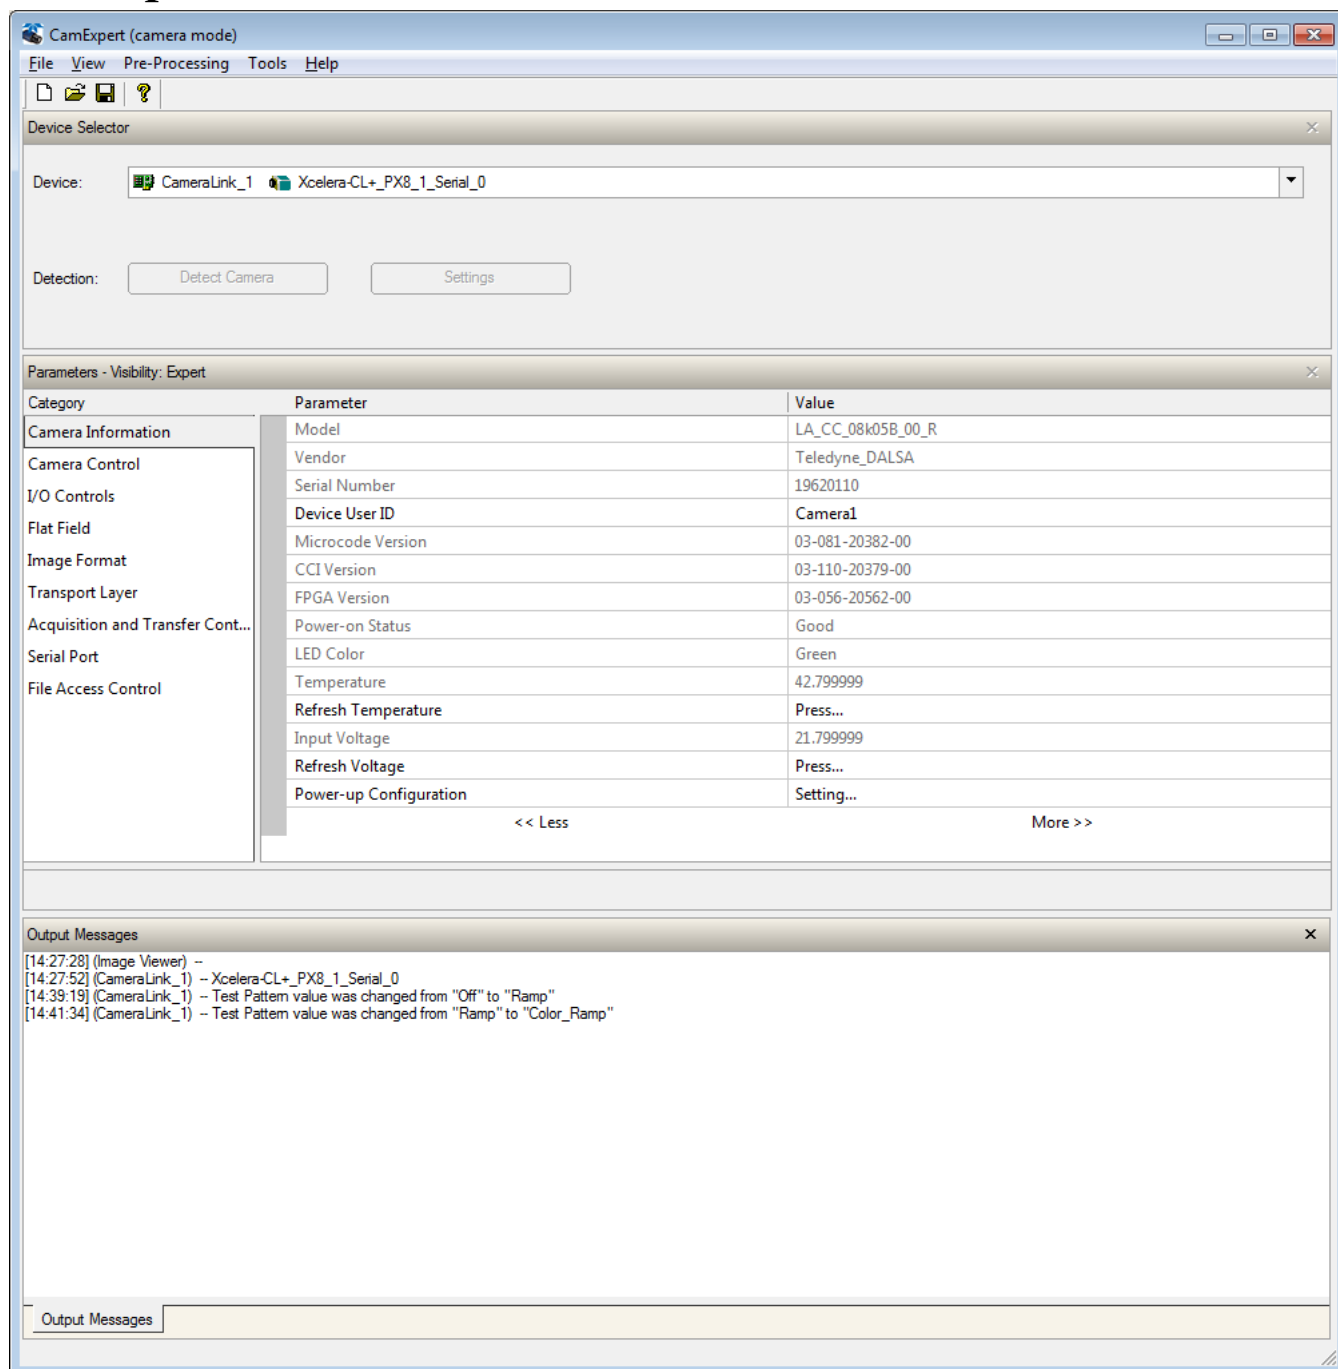 CamExpert (camera mode)
File View Pre-Processing Tools Help
Device Selector
Device: CameraLink_1 Xcelera-CL+_PX8_1_Serial_0
Detection: Detect Camera Settings
Parameters - Visibility: Expert
Category Parameter Value
Camera Information
Camera Control
I/O Controls
Flat Field
Image Format
Transport Layer
Acquisition and Transfer Cont...
Serial Port
File Access Control
Model LA_CC_08k05B_00_R
Vendor Teledyne_DALSA
Serial Number 19620110
Device User ID Camera1
Microcode Version 03-081-20382-00
CCI Version 03-110-20379-00
FPGA Version 03-056-20562-00
Power-on Status Good
LED Color Green
Temperature 42.799999
Refresh Temperature Press...
Input Voltage 21.799999
Refresh Voltage Press...
Power-up Configuration Setting...
<< Less More >>
Output Messages
[14:27:28] (Image Viewer) --
[14:27:52] (CameraLink_1) -- Xcelera-CL+_PX8_1_Serial_0
[14:39:19] (CameraLink_1) -- Test Pattern value was changed from "Off" to "Ramp"
[14:41:34] (CameraLink_1) -- Test Pattern value was changed from "Ramp" to "Color_Ramp"
Output Messages